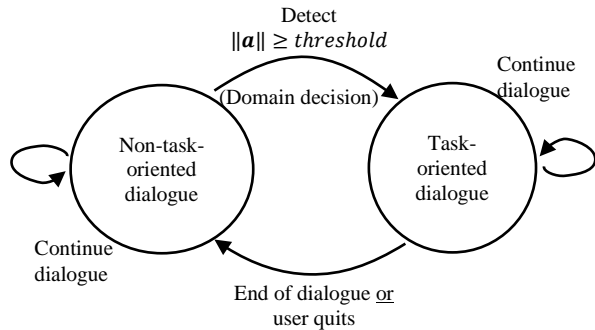 Detect
‖𝒂‖ ≥ 𝑡ℎ𝑟𝑒𝑠ℎ𝑜𝑙𝑑
(Domain decision)
Continue
dialogue
Non-task-
oriented
dialogue
Task-
oriented
dialogue
Continue
dialogue
End of dialogue or
user quits